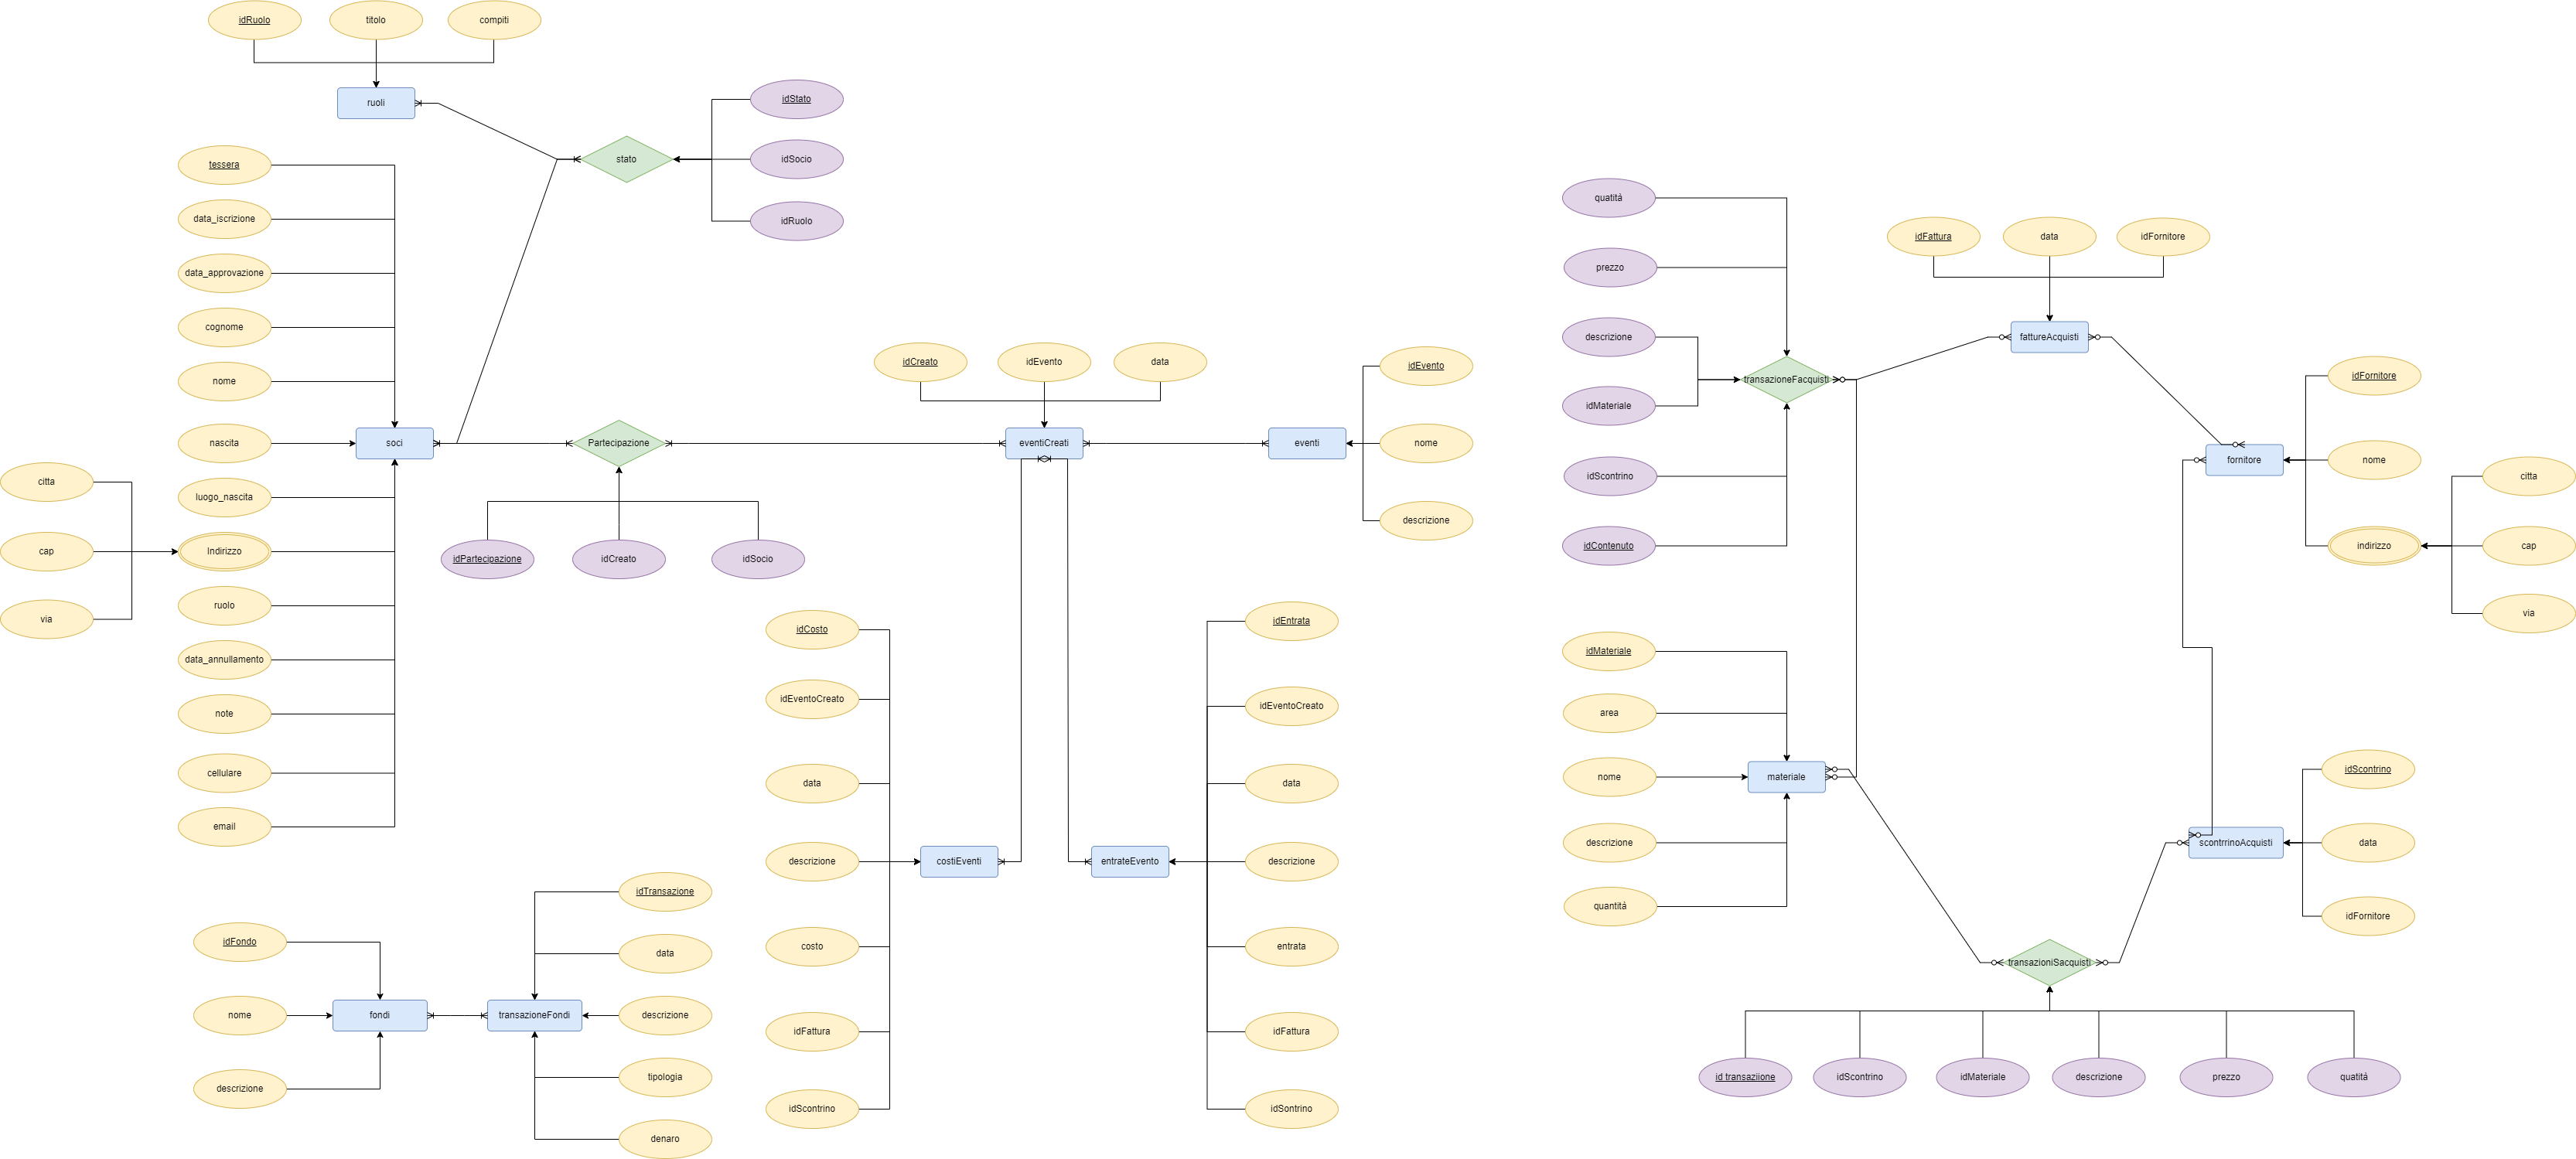 idRuolo
titolo
compiti
ruoli
idStato
stato
idSocio
idRuolo
tessera
data_iscrizione
data_approvazione
cognome
nome
nascita
luogo_nascita
Indirizzo
ruolo
data_annullamento
note
cellulare
email
citta
cap
via
soci
Partecipazione
idPartecipazione
idCreato
idSocio
idCreato
idEvento
data
eventiCreati
eventi
idEvento
nome
descrizione
idCosto
idEventoCreato
data
descrizione
costo
idFattura
idScontrino
costiEventi
entrateEvento
idEntrata
idEventoCreato
data
descrizione
entrata
idFattura
idSontrino
idFondo
nome
descrizione
fondi
transazioneFondi
idTransazione
data
descrizione
tipologia
denaro
quatità
prezzo
descrizione
idMateriale
idScontrino
idContenuto
transazioneFacquisti
idFattura
data
idFornitore
fattureAcquisti
fornitore
idFornitore
nome
indirizzo
citta
cap
via
idMateriale
area
nome
descrizione
quantità
materiale
scontrrinoAcquisti
idScontrino
data
idFornitore
transazioniSacquisti
id transaziione
idScontrino
idMateriale
descrizione
prezzo
quatità